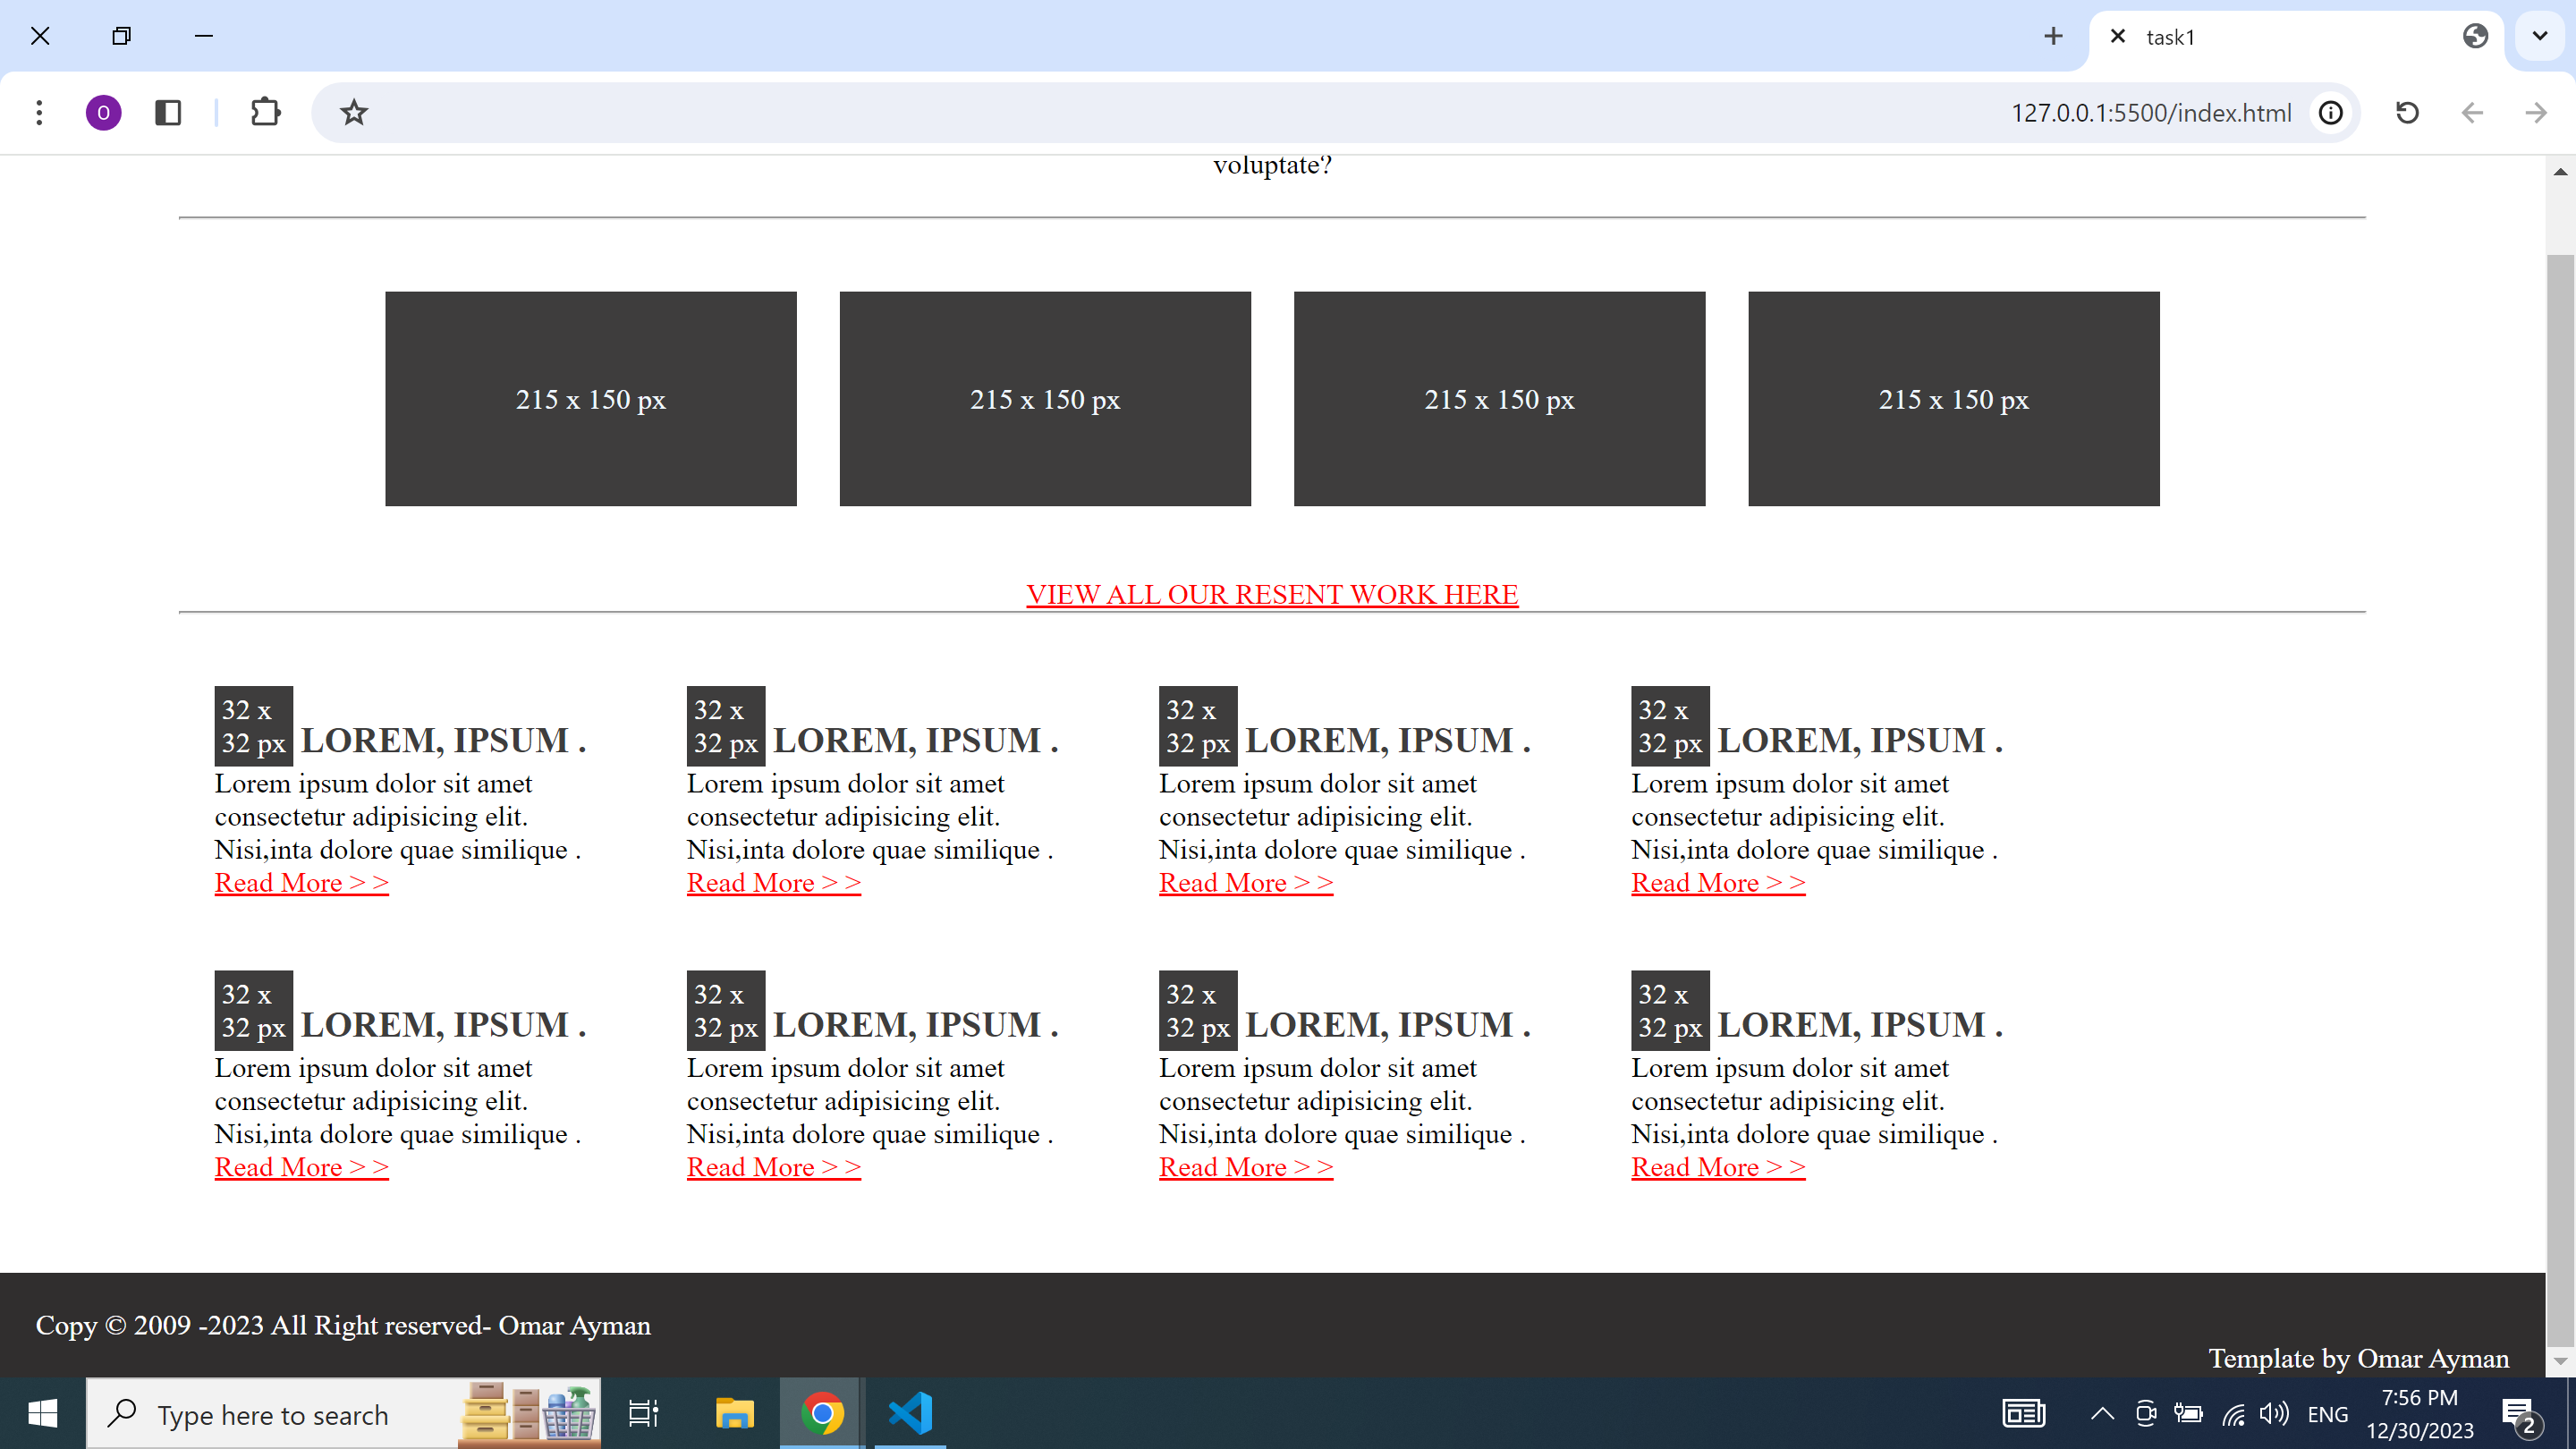 task1
O
127.0.0.1:5500/index.html
voluptate?
215 x 150 px
215 x 150 px
215 x 150 px
215 x 150 px
VIEW ALL OUR RESENT WORK HERE
32 x
32 px LOREM, IPSUM .
Lorem ipsum dolor sit amet
consectetur adipisicing elit.
Nisi,inta dolore quae similique .
Read More > >
32 x
32 px LOREM, IPSUM .
Lorem ipsum dolor sit amet
consectetur adipisicing elit.
Nisi,inta dolore quae similique .
Read More > >
32 x
32 px LOREM, IPSUM .
Lorem ipsum dolor sit amet
consectetur adipisicing elit.
Nisi,inta dolore quae similique .
Read More > >
32 x
32 px LOREM, IPSUM .
Lorem ipsum dolor sit amet
consectetur adipisicing elit.
Nisi,inta dolore quae similique .
Read More > >
32 x
32 px LOREM, IPSUM .
Lorem ipsum dolor sit amet
consectetur adipisicing elit.
Nisi,inta dolore quae similique .
Read More > >
32 x
32 px LOREM, IPSUM .
Lorem ipsum dolor sit amet
consectetur adipisicing elit.
Nisi,inta dolore quae similique .
Read More > >
32 x
32 px LOREM, IPSUM .
Lorem ipsum dolor sit amet
consectetur adipisicing elit.
Nisi,inta dolore quae similique .
Read More > >
32 x
32 px LOREM, IPSUM .
Lorem ipsum dolor sit amet
consectetur adipisicing elit.
Nisi,inta dolore quae similique .
Read More > >
Copy © 2009 -2023 All Right reserved- Omar Ayman
Template by Omar Ayman
Type here to search
ENG
7:56 PM
12/30/2023
2